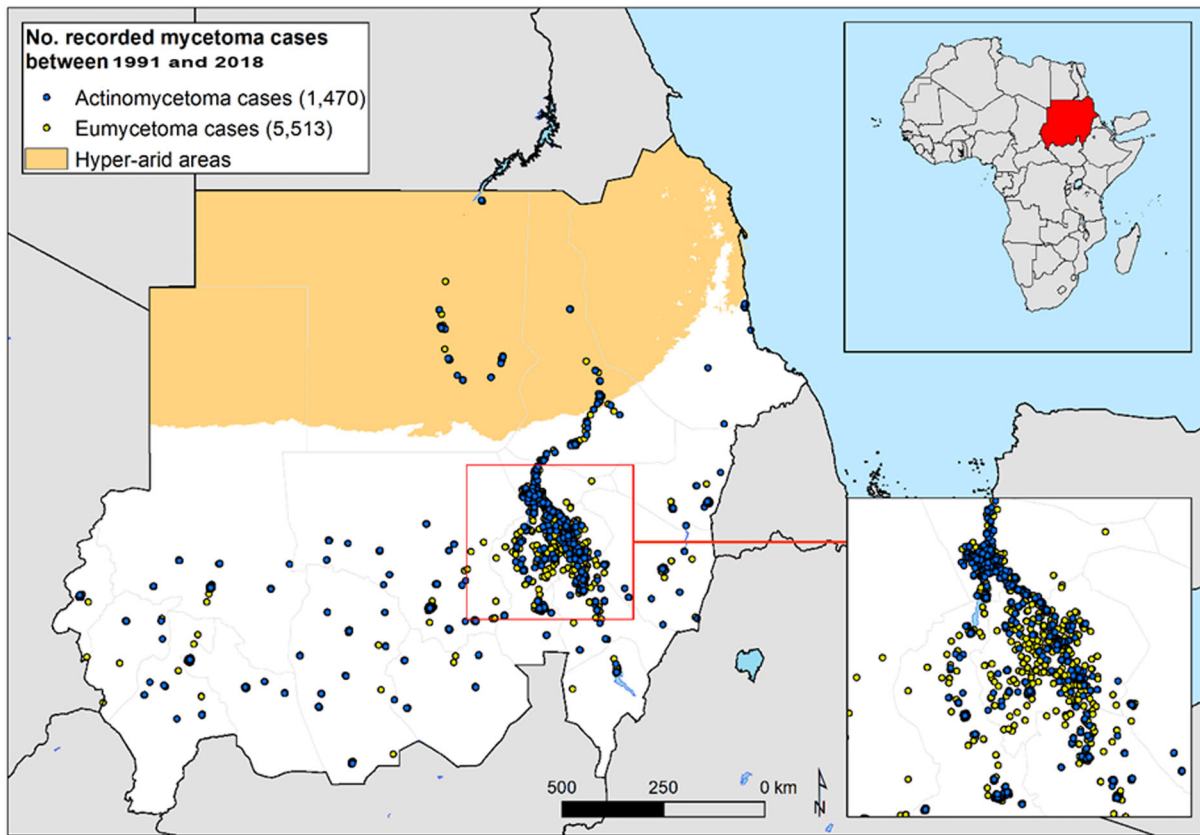 No. recorded mycetoma cases
between 1991 and 2018
Actinomycetoma cases (1,470)
Eumycetoma cases (5,513)
Hyper-arid areas
500 250 0 km
N